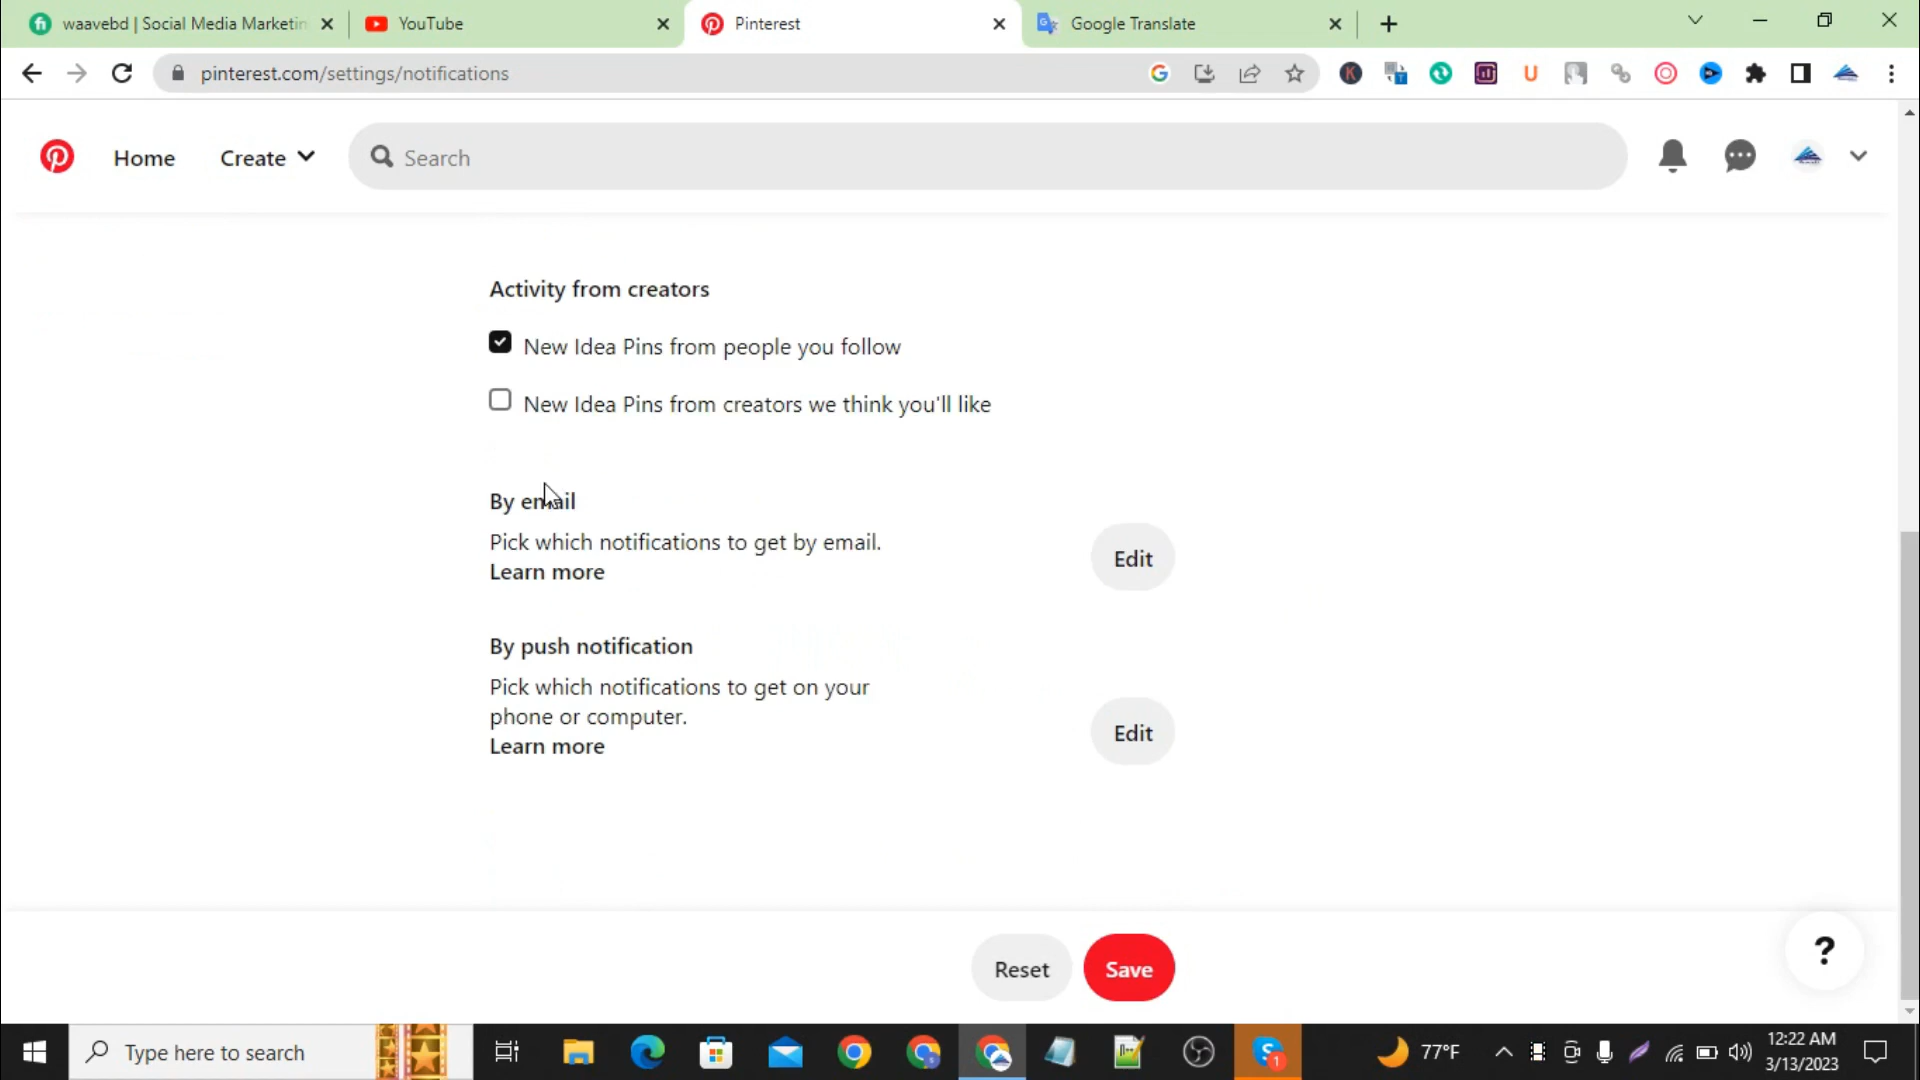 waavebd | Social Media Marketin
YouTube
Pinterest
Google Translate
pinterest.com/settings/notifications
Home
Create
Search
Activity from creators
New Idea Pins from people you follow
New Idea Pins from creators we think you'll like
By email
Pick which notifications to get by email.
Learn more
Edit
By push notification
Pick which notifications to get on your
phone or computer.
Learn more
Edit
Reset
Save
?
Type here to search
77°F
12:22 AM
3/13/2023